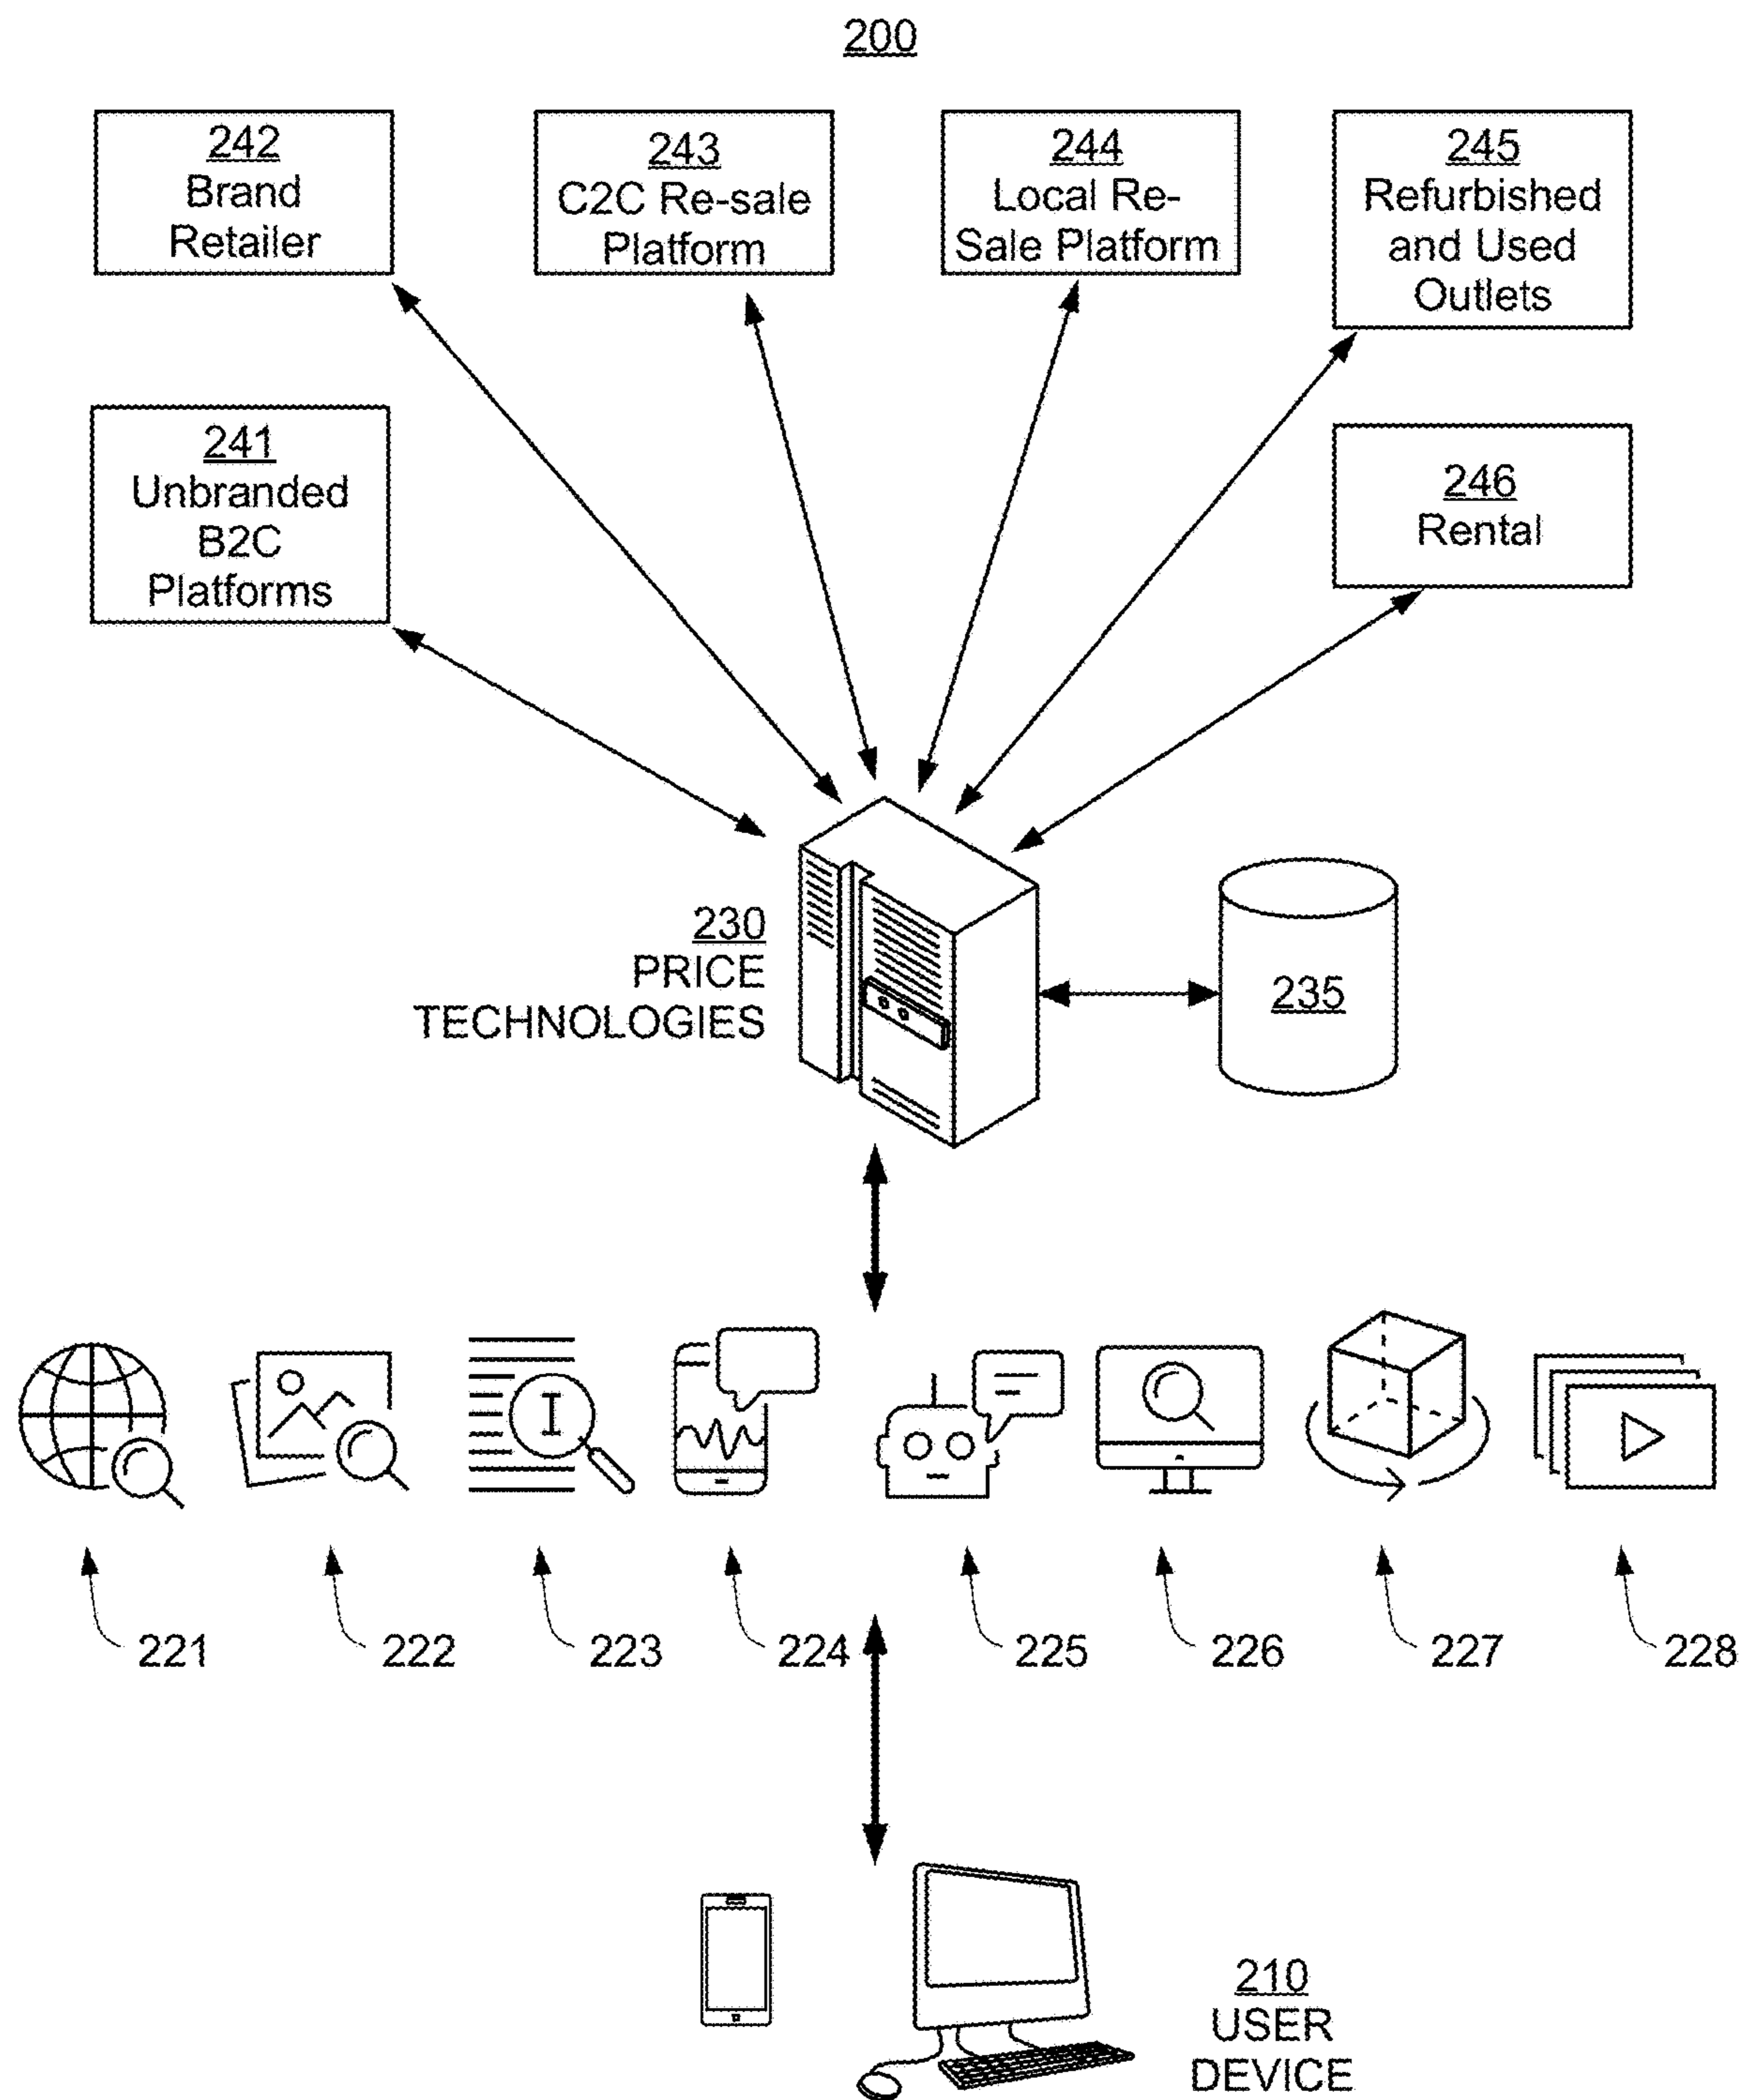 200
242
Brand
Retailer
243
C2C Re-sale
Platform
244
Local Re-
Sale Platform
245
Refurbished
and Used
Outlets
241
Unbranded
B2C
Platforms
246
Rental
230
PRICE
TECHNOLOGIES
235
I
221
222
223
224
225
226
227
228
210
USER
DEVICE